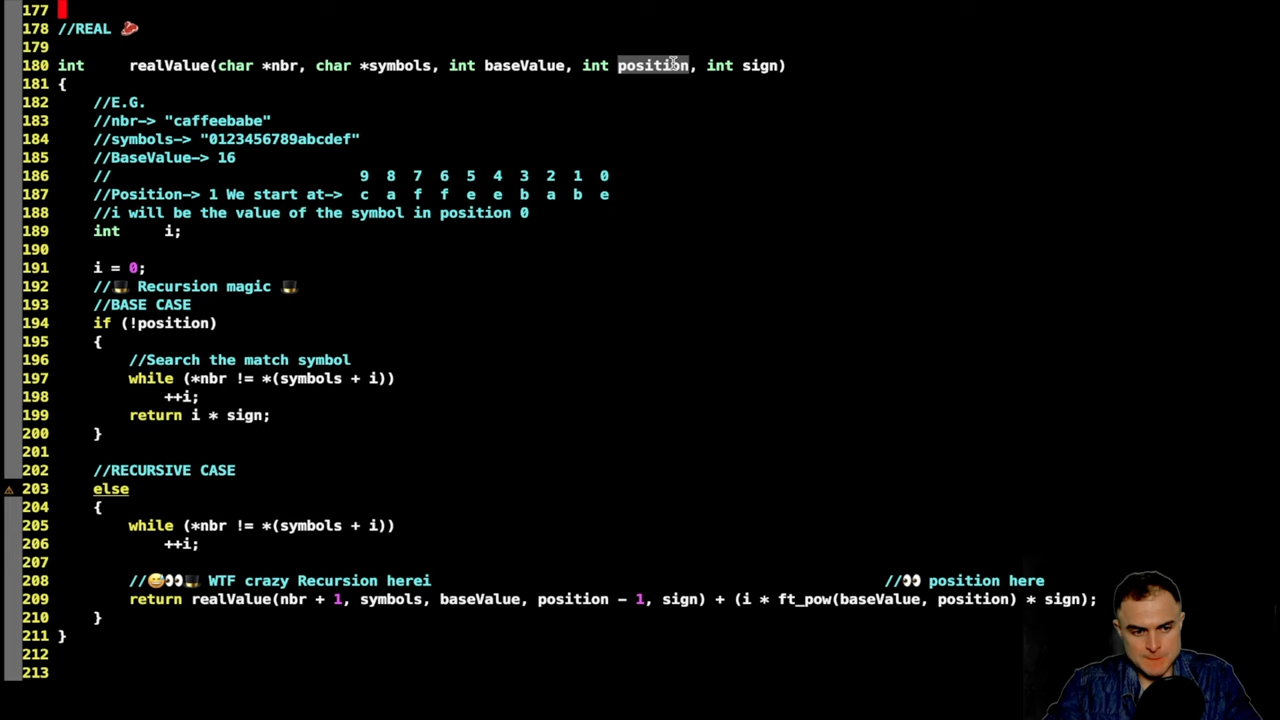 177
178 //REAL 🥩
179
180 int     realValue(char *nbr, char *symbols, int baseValue, int position, int sign)
181 {
182     //E.G.
183     //nbr-> "caffeebabe"
184     //symbols-> "0123456789abcdef"
185     //BaseValue-> 16
186     //                            9  8  7  6  5  4  3  2  1  0
187     //Position-> 1 We start at->  c  a  f  f  e  e  b  a  b  e
188     //i will be the value of the symbol in position 0
189     int     i;
190
191     i = 0;
192     //🎩 Recursion magic 🎩
193     //BASE CASE
194     if (!position)
195     {
196         //Search the match symbol
197         while (*nbr != *(symbols + i))
198             ++i;
199         return i * sign;
200     }
201
202     //RECURSIVE CASE
⚠ 203     else
204     {
205         while (*nbr != *(symbols + i))
206             ++i;
207
208         //😅👀🎩 WTF crazy Recursion herei                                                   //👀 position here
209         return realValue(nbr + 1, symbols, baseValue, position - 1, sign) + (i * ft_pow(baseValue, position) * sign);
210     }
211 }
212
213